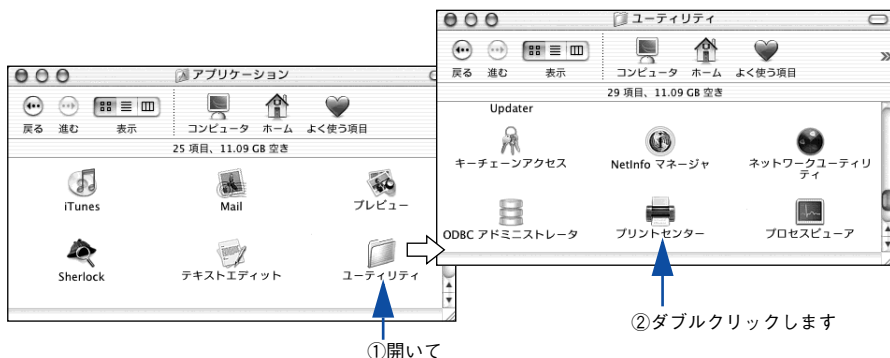 アプリケーション
戻る 進む 表示 コンピュータ ホーム よく使う項目
25 項目、11.09 GB 空き
iTunes Mail プレビュー
Sherlock テキストエディット ユーティリティ
①開いて
ユーティリティ
戻る 進む 表示 コンピュータ ホーム よく使う項目
29 項目、11.09 GB 空き
Updater
キーチェーンアクセス NetInfo マネージャ ネットワークユーティリ
ティ
ODBC アドミニストレータ プリントセンター プロセスビューア
②ダブルクリックします